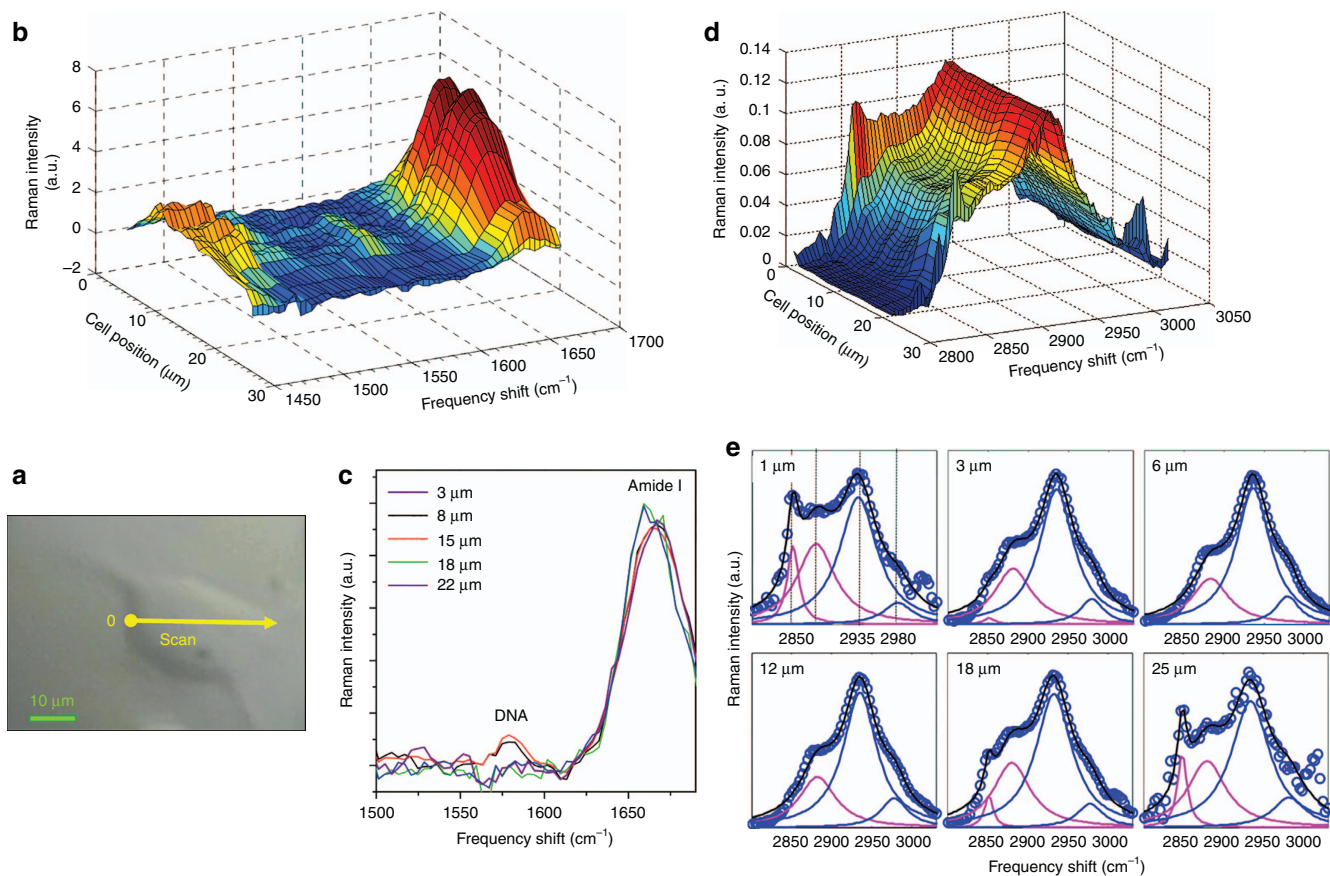 b
8
6
4
2
0
–2
Raman intensity
(a.u.)
0
10
20
30
Cell position (μm)
1450
1500
1550
1600
1650
1700
Frequency shift (cm⁻¹)
d
0.14
0.12
0.1
0.08
0.06
0.04
0.02
0
Raman intensity (a. u.)
0
10
20
30
Cell position (μm)
2800
2850
2900
2950
3000
3050
Frequency shift (cm⁻¹)
a
0
Scan
10 μm
c
3 μm
8 μm
15 μm
18 μm
22 μm
Amide I
DNA
Raman intensity (a.u.)
1500
1550
1600
1650
Frequency shift (cm⁻¹)
e
Raman intensity (a.u.)
1 μm
2850
2935
2980
3 μm
2850 2900 2950 3000
6 μm
2850 2900 2950 3000
12 μm
2850 2900 2950 3000
18 μm
2850 2900 2950 3000
25 μm
2850 2900 2950 3000
Frequency shift (cm⁻¹)